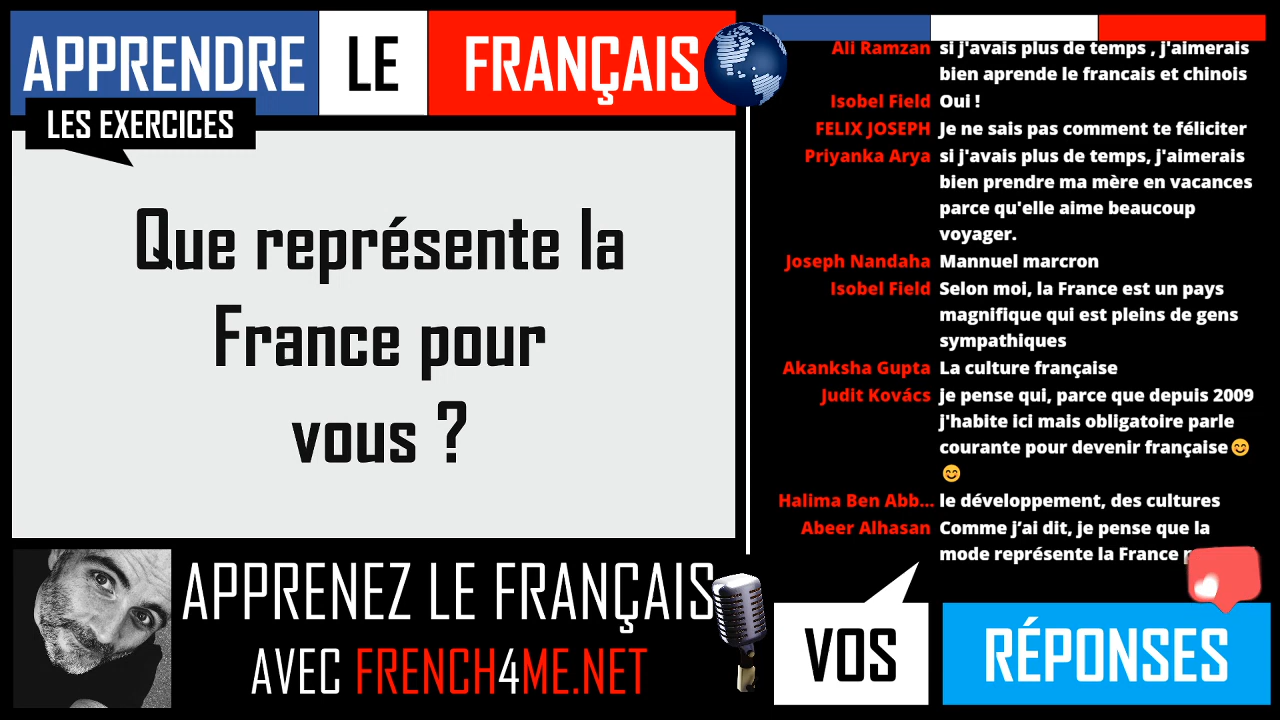 APPRENDRE LE FRANÇAIS
LES EXERCICES
Que représente la
France pour
vous ?
APPRENEZ LE FRANÇAIS
AVEC FRENCH4ME.NET
Ali Ramzan si j'avais plus de temps , j'aimerais
bien aprende le francais et chinois
Isobel Field Oui !
FELIX JOSEPH Je ne sais pas comment te féliciter
Priyanka Arya si j'avais plus de temps, j'aimerais
bien prendre ma mère en vacances
parce qu'elle aime beaucoup
voyager.
Joseph Nandaha Mannuel marcron
Isobel Field Selon moi, la France est un pays
magnifique qui est pleins de gens
sympathiques
Akanksha Gupta La culture française
Judit Kovács je pense qui, parce que depuis 2009
j'habite ici mais obligatoire parle
courante pour devenir française😊
😊
Halima Ben Abb... le développement, des cultures
Abeer Alhasan Comme j’ai dit, je pense que la
mode représente la France
VOS RÉPONSES